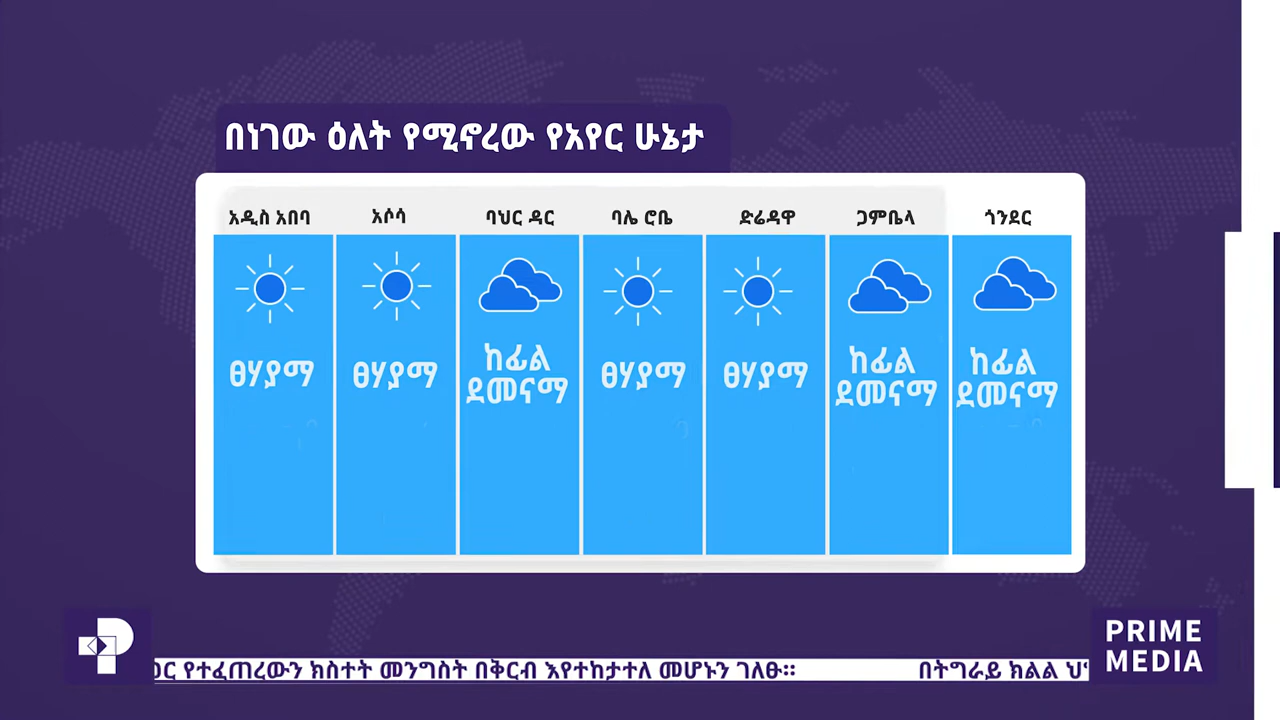 በነገው ዕለት የሚኖረው የአየር ሁኔታ
አዲስ አበባ
አሶሳ
ባህር ዳር
ባሌ ሮቤ
ድሬዳዋ
ጋምቤላ
ጎንደር
ፀሃያማ
ፀሃያማ
ከፊል
ደመናማ
ፀሃያማ
ፀሃያማ
ከፊል
ደመናማ
ከፊል
ደመናማ
የተፈጠረውን ክስተት መንግስት በቅርብ እየተከታተለ መሆኑን ገለፁ። በትግራይ ክልል
PRIME
MEDIA